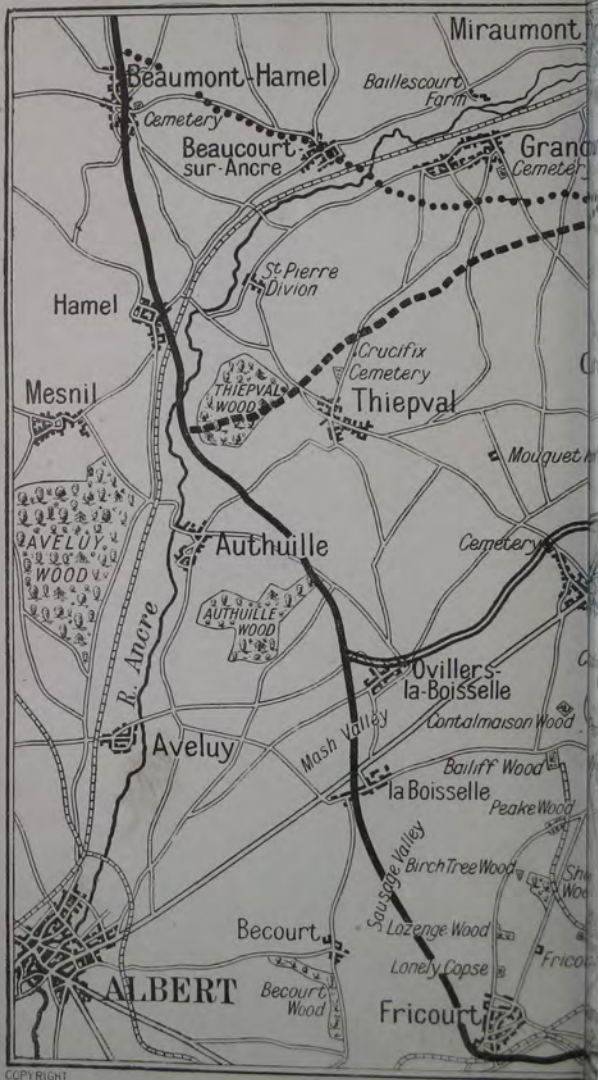 Miraumont
Beaumont-Hamel
Baillescourt
Farm
Cemetery
Beaucourt-
sur-Ancre
Cemeter
St Pierre
Divion
Hamel
Crucifix
Cemetery
Mesnil
THIEPVAL
WOOD
Thiepval
Mouquet
AVELUY
WOOD
Authuille
Cemetery
R. Ancre
AUTHUILLE
WOOD
Ovillers-
la-Boisselle
Contalmaison Wood
Mash Valley
Aveluy
Bailiff Wood
la Boisselle
Peake Wood
Sausage Valley
Birch Tree Wood
Becourt
Lozenge Wood
Lonely Copse
ALBERT
Becourt
Wood
Fricourt
COPYRIGHT